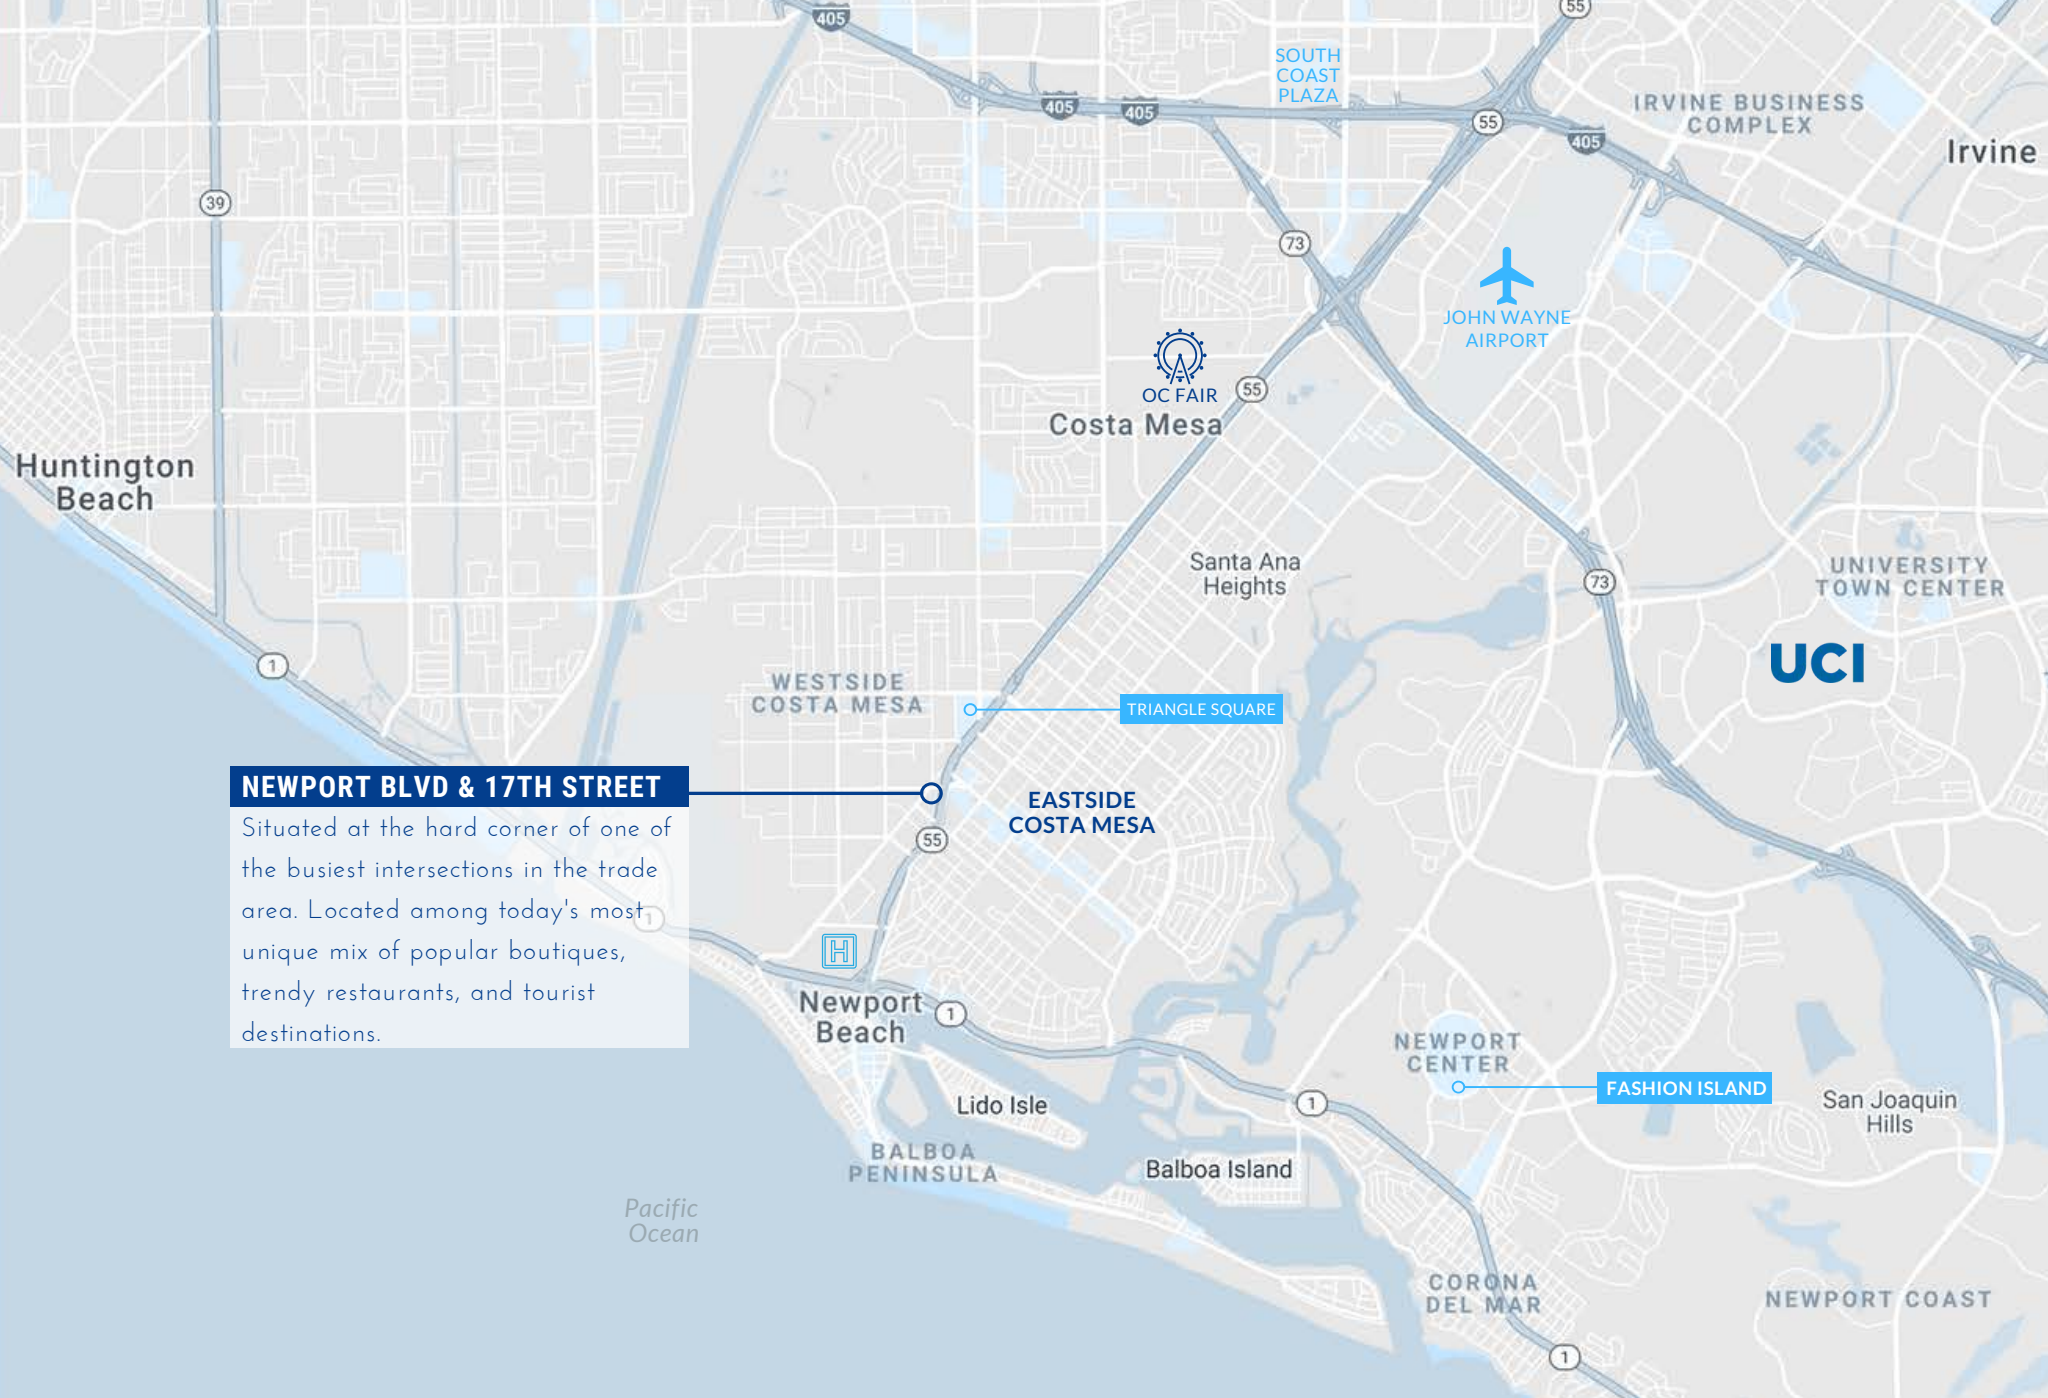 405
55
SOUTH
COAST
PLAZA
405
405
55
405
IRVINE BUSINESS
COMPLEX
Irvine
39
73
JOHN WAYNE
AIRPORT
OC FAIR
55
Costa Mesa
Huntington
Beach
Santa Ana
Heights
73
UNIVERSITY
TOWN CENTER
UCI
1
WESTSIDE
COSTA MESA
TRIANGLE SQUARE
NEWPORT BLVD & 17TH STREET
Situated at the hard corner of one of
the busiest intersections in the trade
area. Located among today's most
unique mix of popular boutiques,
trendy restaurants, and tourist
destinations.
EASTSIDE
COSTA MESA
55
1
H
Newport
Beach
1
NEWPORT
CENTER
FASHION ISLAND
Lido Isle
1
San Joaquin
Hills
BALBOA
PENINSULA
Balboa Island
Pacific
Ocean
CORONA
DEL MAR
NEWPORT COAST
1